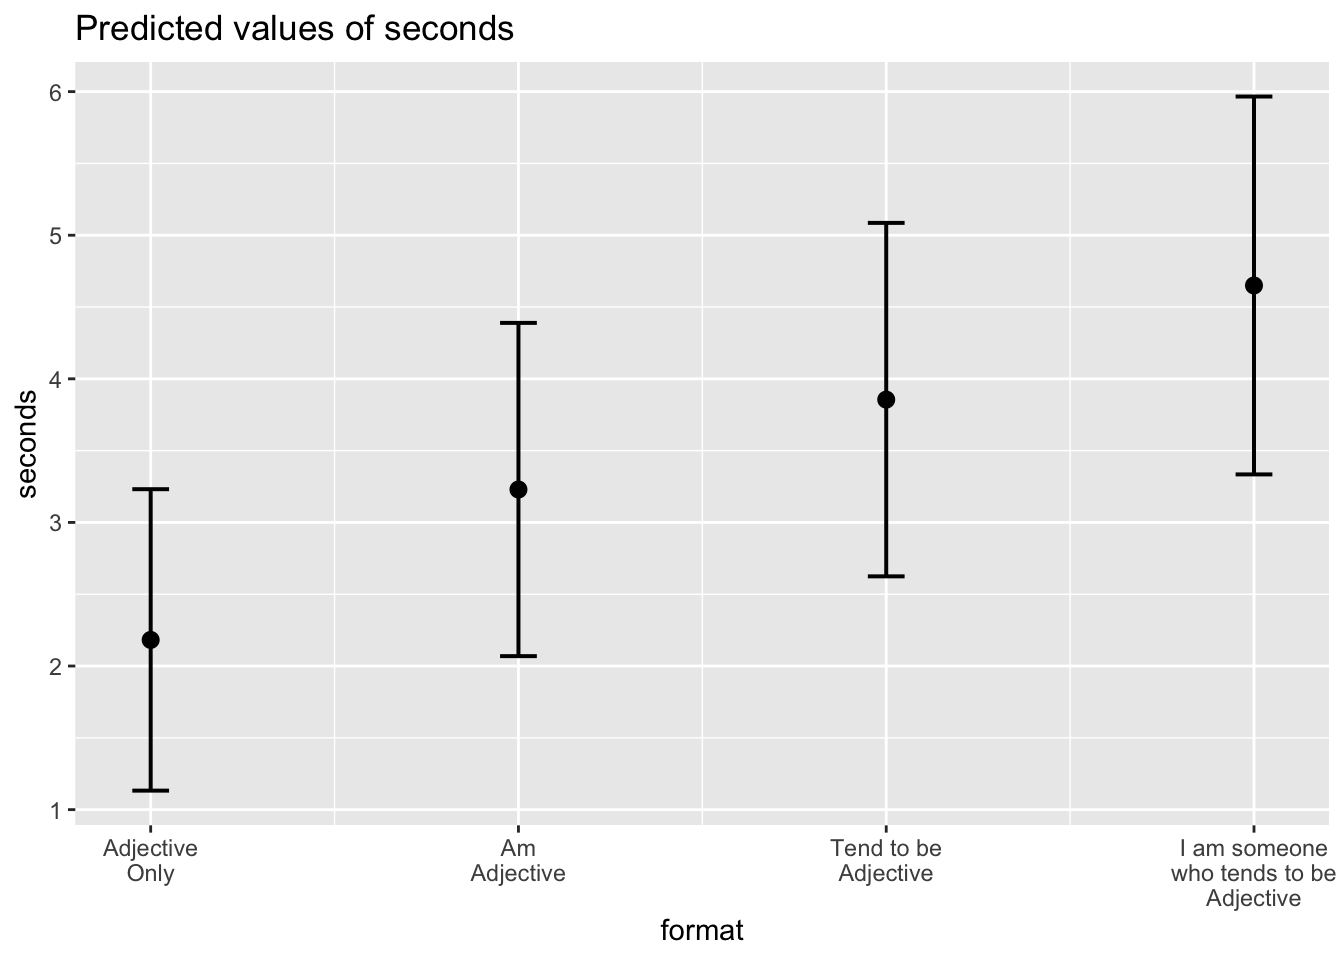 Predicted values of seconds
seconds
6
5
4
3
2
1
Adjective
Only
Am
Adjective
Tend to be
Adjective
I am someone
who tends to be
Adjective
format